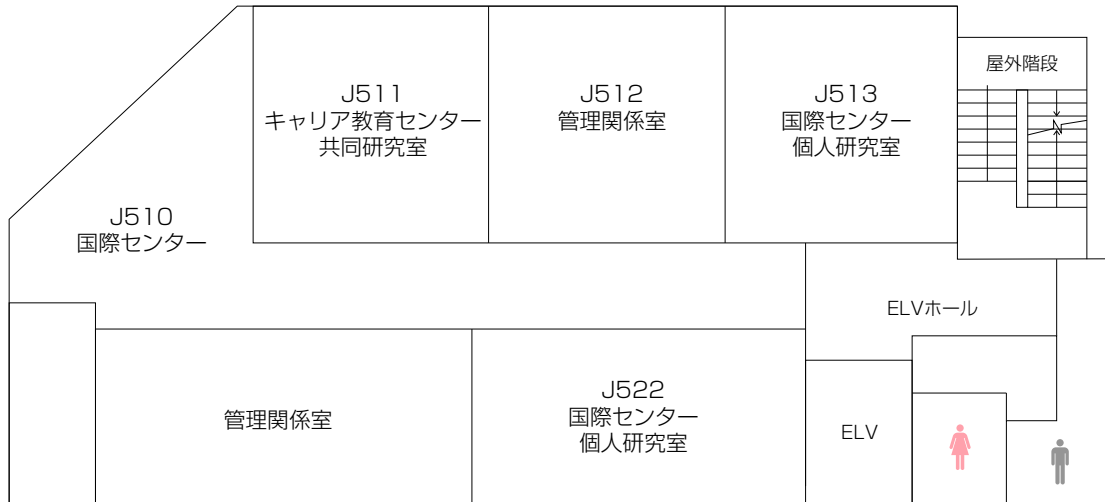 屋外階段
J511
キャリア教育センター
共同研究室
J512
管理関係室
J513
国際センター
個人研究室
J510
国際センター
ELVホール
管理関係室
J522
国際センター
個人研究室
ELV
N